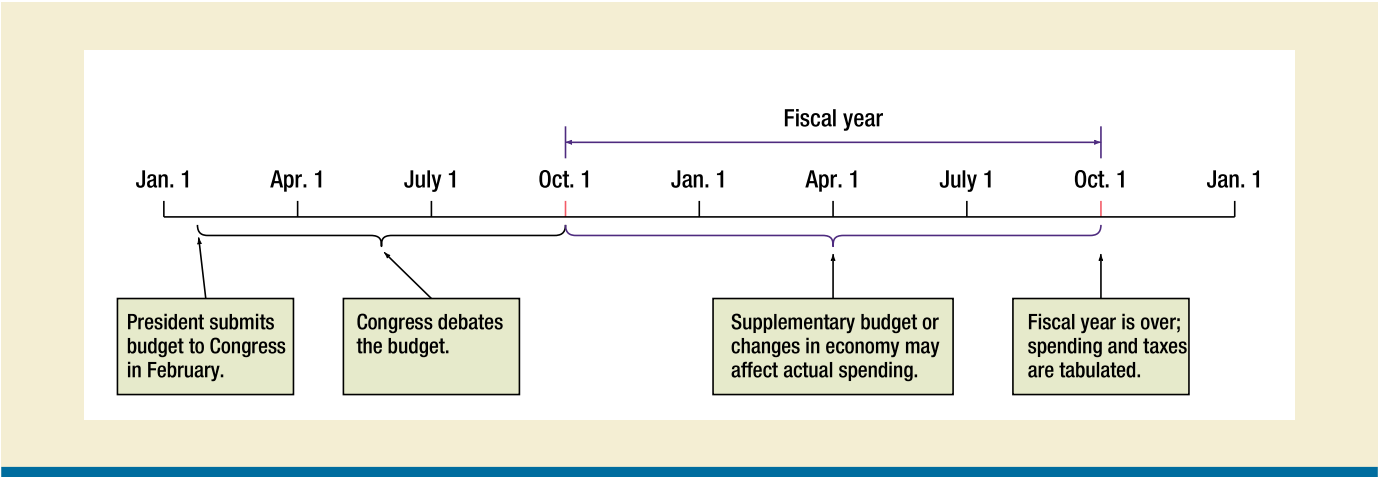 Fiscal year
Jan. 1 Apr. 1 July 1 Oct. 1 Jan. 1 Apr. 1 July 1 Oct. 1 Jan. 1
President submits
budget to Congress
in February.
Congress debates
the budget.
Supplementary budget or
changes in economy may
affect actual spending.
Fiscal year is over;
spending and taxes
are tabulated.